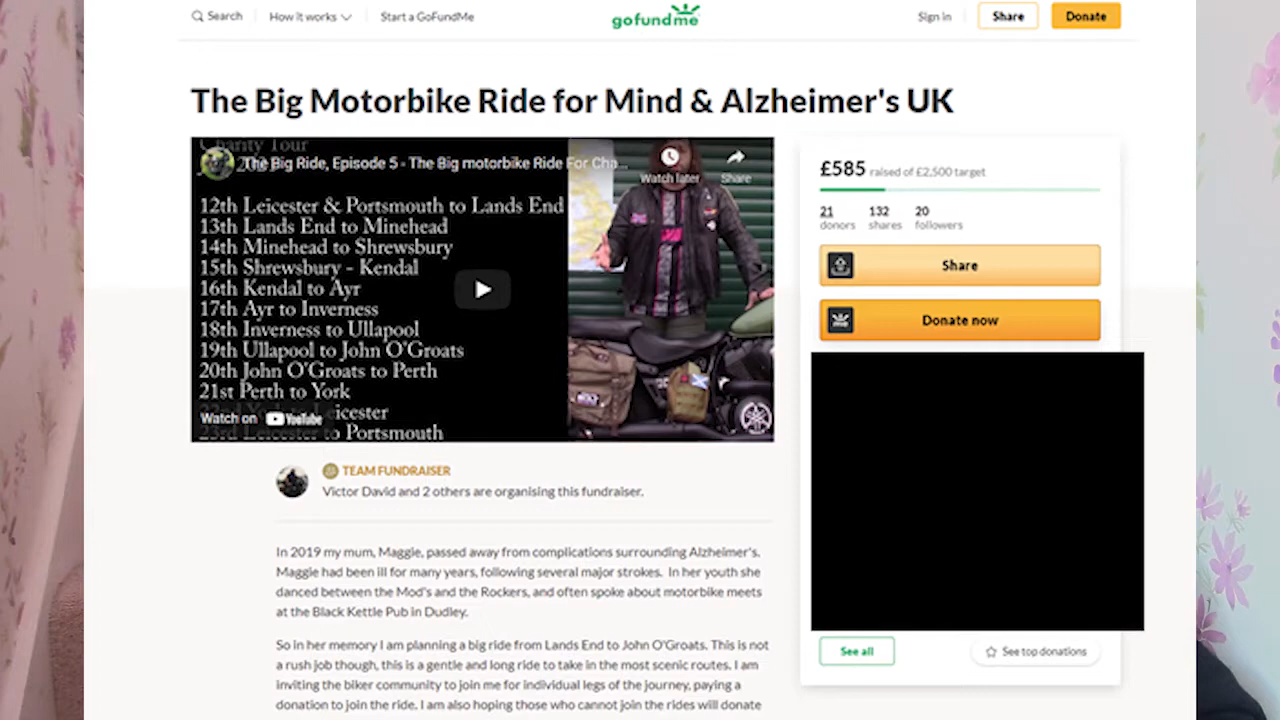 Search
How it works
Start a GoFundMe
gofundme
Sign in
Share
Donate
The Big Motorbike Ride for Mind & Alzheimer's UK
Charity Tour
The Big Ride, Episode 5 - The Big motorbike Ride For Cha...
Watch later
Share
12th Leicester & Portsmouth to Lands End
13th Lands End to Minehead
14th Minehead to Shrewsbury
15th Shrewsbury - Kendal
16th Kendal to Ayr
17th Ayr to Inverness
18th Inverness to Ullapool
19th Ullapool to John O'Groats
20th John O'Groats to Perth
21st Perth to York
icester
Watch on YouTube
23rd Leicester to Portsmouth
£585 raised of £2,500 target
21 donors
132 shares
20 followers
Share
Donate now
See all
See top donations
TEAM FUNDRAISER
Victor David and 2 others are organising this fundraiser.
In 2019 my mum, Maggie, passed away from complications surrounding Alzheimer's.
Maggie had been ill for many years, following several major strokes. In her youth she
danced between the Mod's and the Rockers, and often spoke about motorbike meets
at the Black Kettle Pub in Dudley.
So in her memory I am planning a big ride from Lands End to John O'Groats. This is not
a rush job though, this is a gentle and long ride to take in the most scenic routes. I am
inviting the biker community to join me for individual legs of the journey, paying a
donation to join the ride. I am also hoping those who cannot join the rides will donate